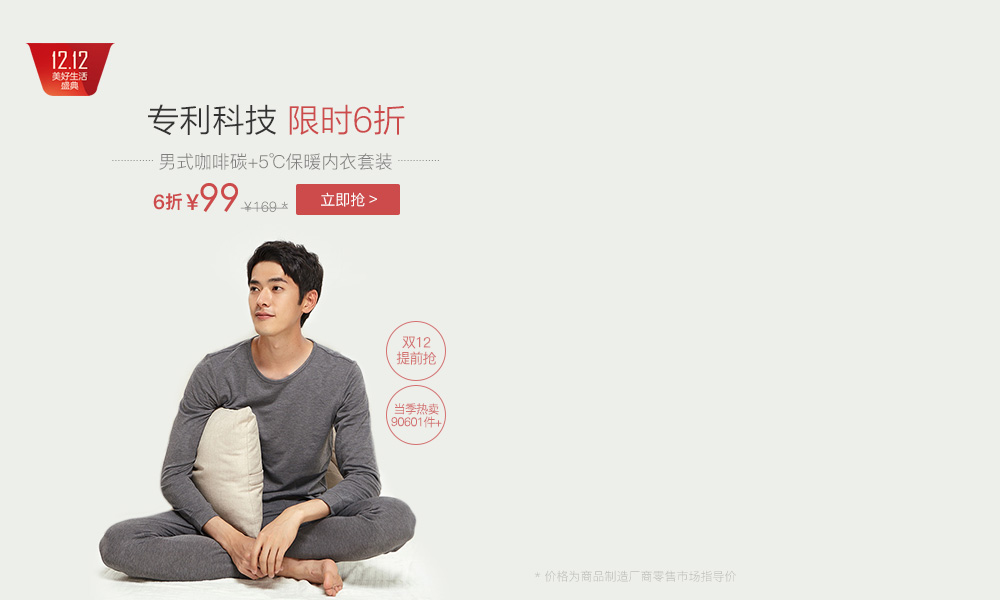 12.12
美好生活
盛典
专利科技 限时6折
男式咖啡碳+5℃保暖内衣套装
6折 ¥99 ¥169 * 立即抢 >
双12
提前抢
当季热卖
90601件+
* 价格为商品制造厂商零售市场指导价